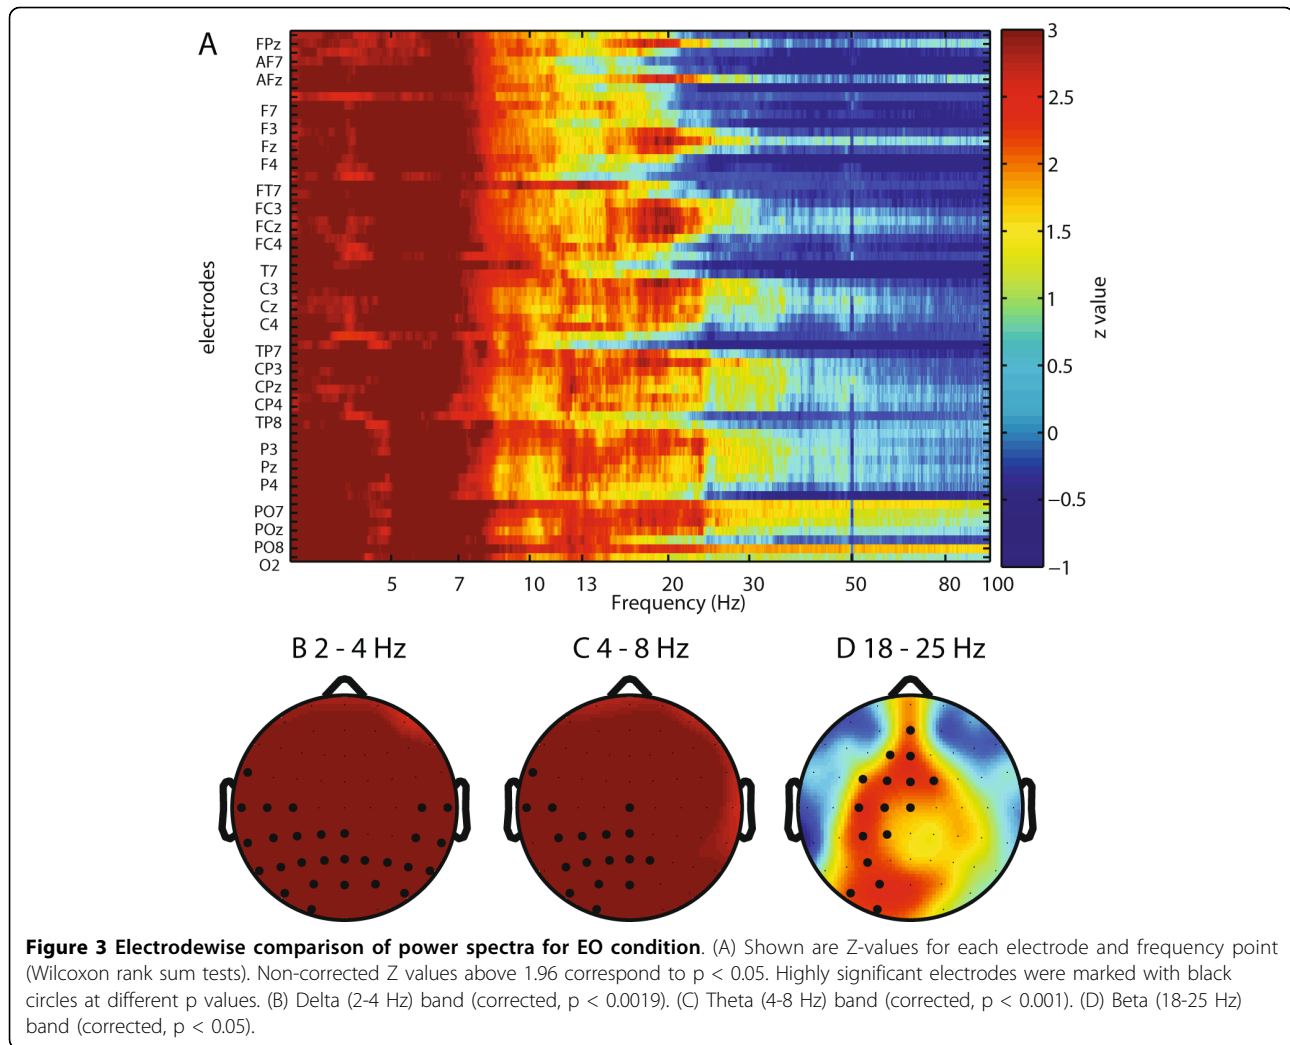 A
FPz
AF7
AFz
F7
F3
Fz
F4
FT7
FC3
FCz
FC4
T7
C3
Cz
C4
TP7
CP3
CPz
CP4
TP8
P3
Pz
P4
PO7
POz
PO8
O2
electrodes
5 7 10 13 20 30 50 80 100
Frequency (Hz)
3
2.5
2
1.5
1
0.5
0
−0.5
−1
z value
B 2 - 4 Hz
C 4 - 8 Hz
D 18 - 25 Hz
Figure 3 Electrodewise comparison of power spectra for EO condition. (A) Shown are Z-values for each electrode and frequency point
(Wilcoxon rank sum tests). Non-corrected Z values above 1.96 correspond to p < 0.05. Highly significant electrodes were marked with black
circles at different p values. (B) Delta (2-4 Hz) band (corrected, p < 0.0019). (C) Theta (4-8 Hz) band (corrected, p < 0.001). (D) Beta (18-25 Hz)
band (corrected, p < 0.05).